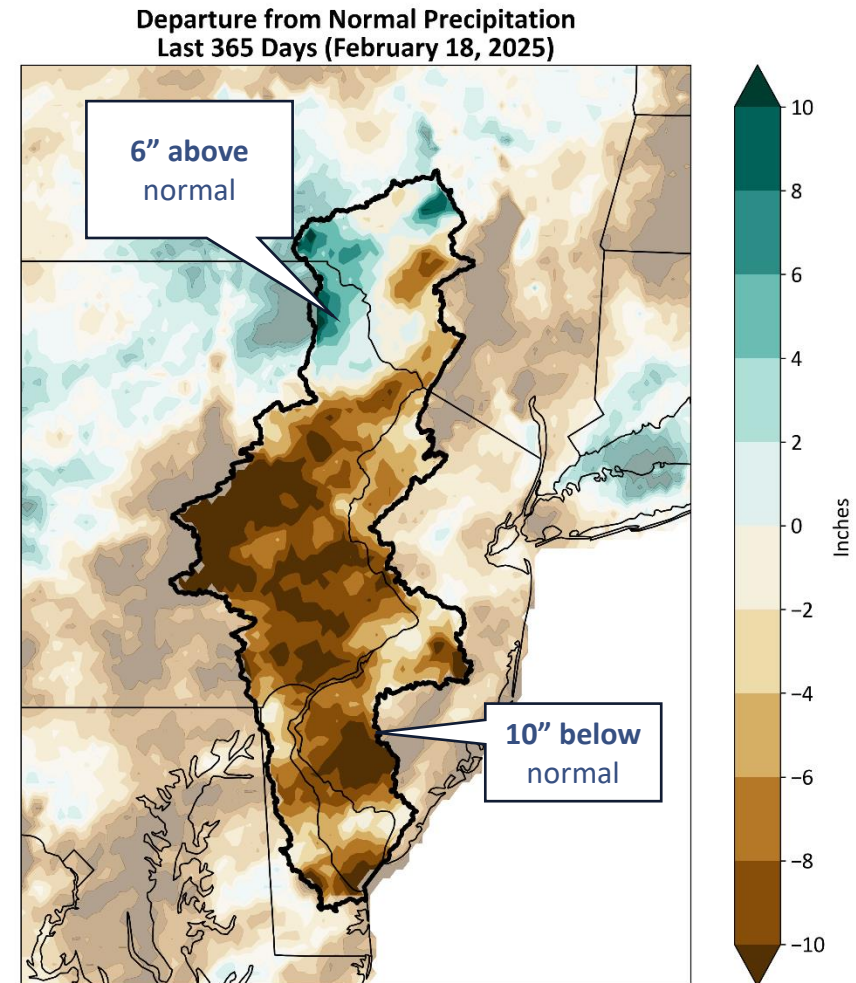 Departure from Normal Precipitation
Last 365 Days (February 18, 2025)
6” above
normal
10” below
normal
10
8
6
4
2
0
−2
−4
−6
−8
−10
Inches